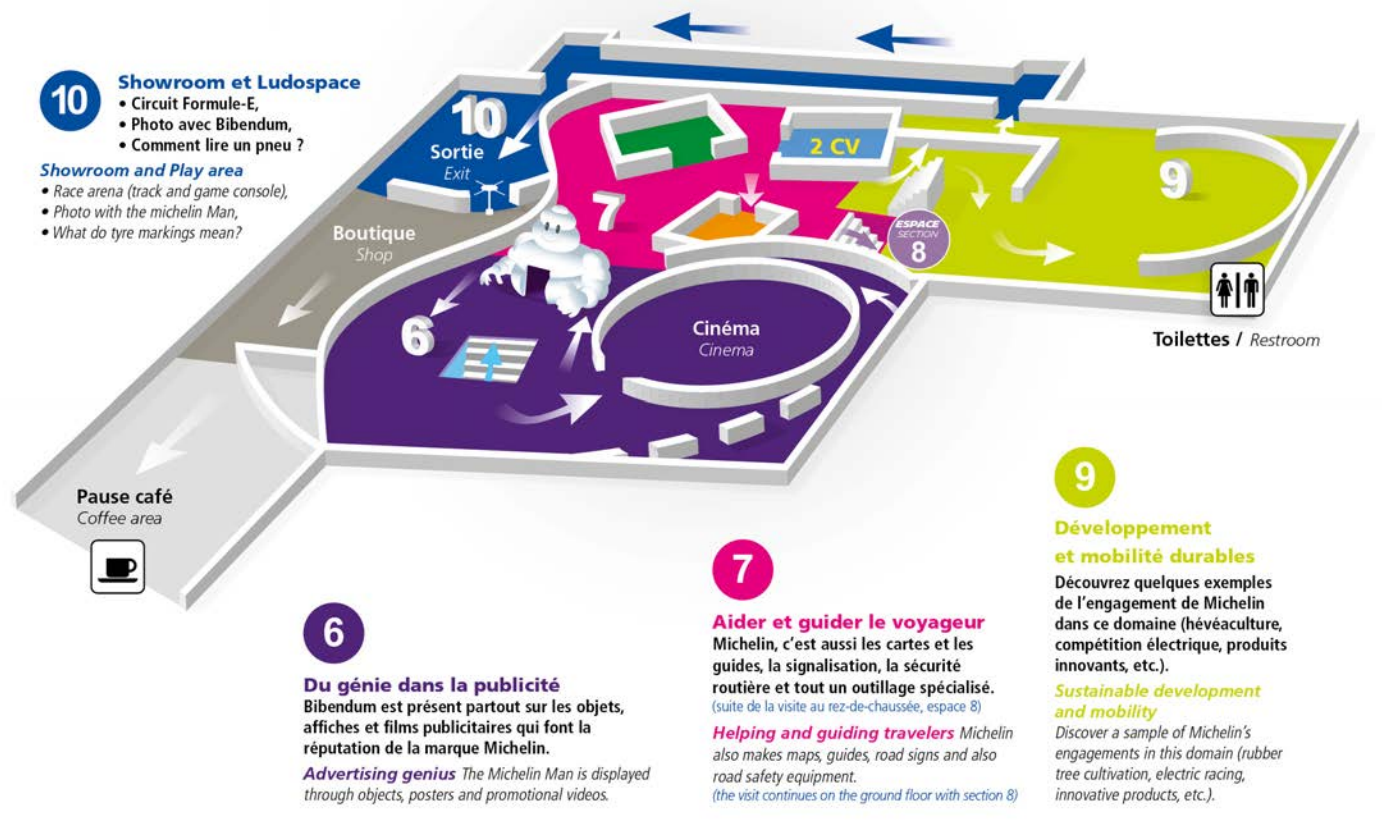 10
Showroom et Ludospace
• Circuit Formule-E,
• Photo avec Bibendum,
• Comment lire un pneu ?
Showroom and Play area
• Race arena (track and game console),
• Photo with the michelin Man,
• What do tyre markings mean?
10
Sortie
Exit
2 CV
9
7
ESPACE
SECTION
8
Boutique
Shop
6
Cinéma
Cinema
Toilettes / Restroom
Pause café
Coffee area
6
Du génie dans la publicité
Bibendum est présent partout sur les objets,
affiches et films publicitaires qui font la
réputation de la marque Michelin.
Advertising genius The Michelin Man is displayed
through objects, posters and promotional videos.
7
Aider et guider le voyageur
Michelin, c'est aussi les cartes et les
guides, la signalisation, la sécurité
routière et tout un outillage spécialisé.
(suite de la visite au rez-de-chaussée, espace 8)
Helping and guiding travelers Michelin
also makes maps, guides, road signs and also
road safety equipment.
(the visit continues on the ground floor with section 8)
9
Développement
et mobilité durables
Découvrez quelques exemples
de l'engagement de Michelin
dans ce domaine (hévéaculture,
compétition électrique, produits
innovants, etc.).
Sustainable development
and mobility
Discover a sample of Michelin's
engagements in this domain (rubber
tree cultivation, electric racing,
innovative products, etc.).